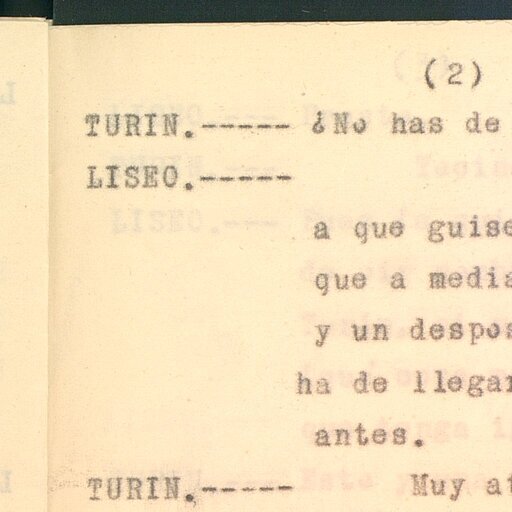 (2)
TURIN.----- ¿No has de
LISEO.-----
a que guise
que a media
y un despos
ha de llegar
antes.
TURIN.----- Muy at